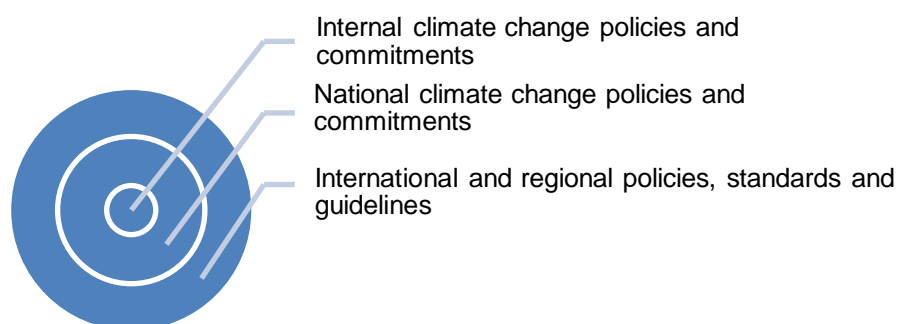 Internal climate change policies and
commitments
National climate change policies and
commitments
International and regional policies, standards and
guidelines